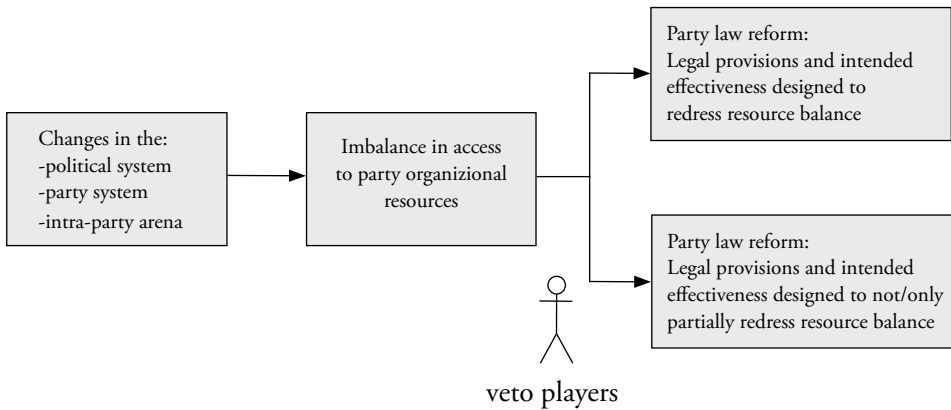 Changes in the:
-political system
-party system
-intra-party arena
Imbalance in access
to party organizional
resources
Party law reform:
Legal provisions and intended
effectiveness designed to
redress resource balance
Party law reform:
Legal provisions and intended
effectiveness designed to not/only
partially redress resource balance
veto players